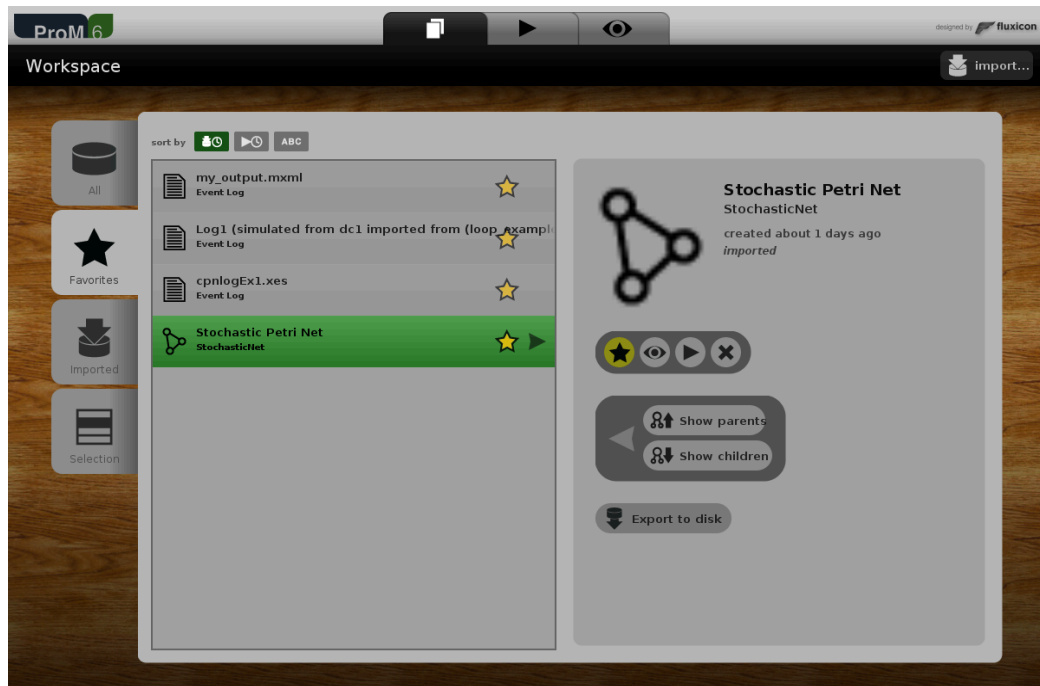 ProM 6
designed by fluxicon
Workspace
import...
All
Favorites
Imported
Selection
sort by ABC
my_output.mxml
Event Log
Log1 (simulated from dc1 imported from (loop_exampl
Event Log
cpnlogEx1.xes
Event Log
Stochastic Petri Net
StochasticNet
Stochastic Petri Net
StochasticNet
created about 1 days ago
imported
Show parents
Show children
Export to disk